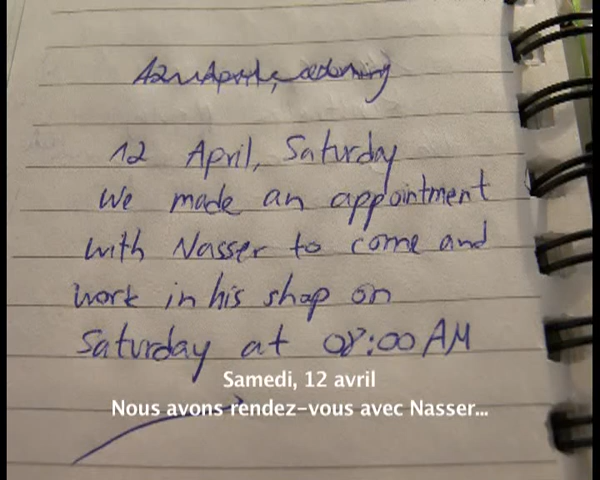 12 April, Saturday
We made an appointment
with Nasser to come and
work in his shop on
Saturday at 08:00 AM
Samedi, 12 avril
Nous avons rendez-vous avec Nasser...